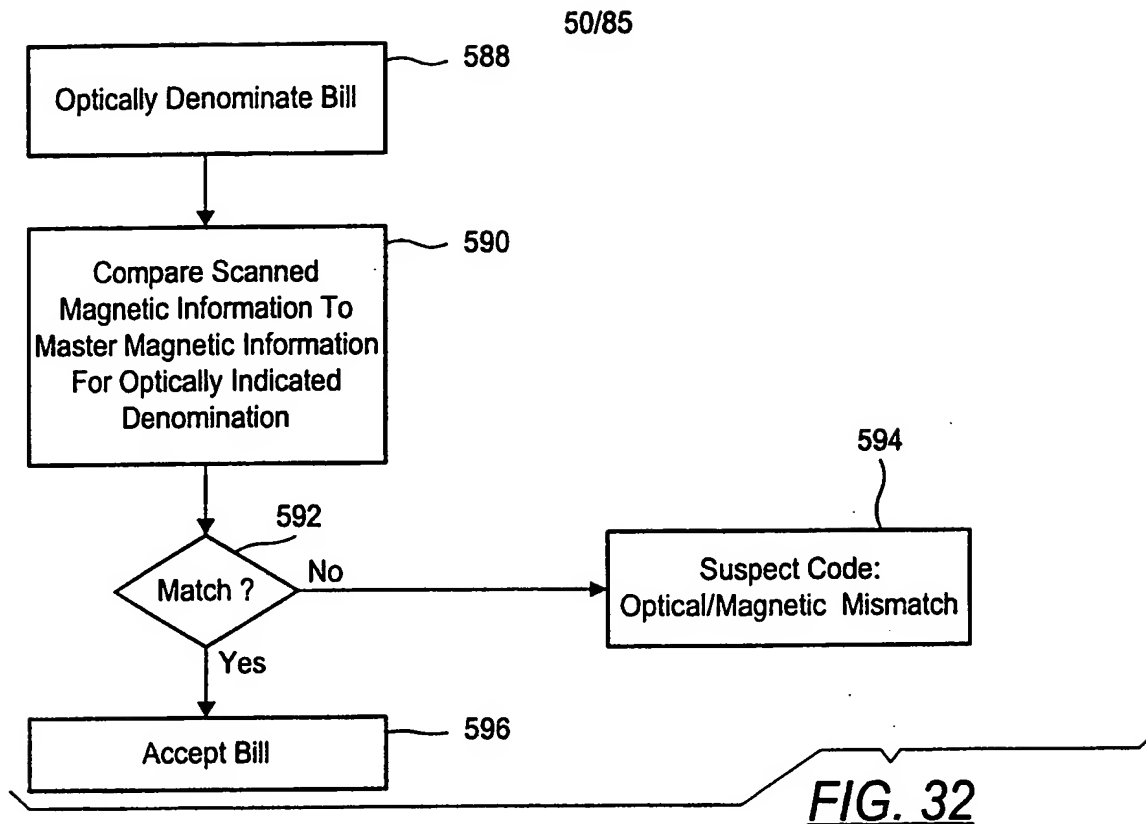 50/85
588
Optically Denominate Bill
590
Compare Scanned
Magnetic Information To
Master Magnetic Information
For Optically Indicated
Denomination
592
Match ?
No
594
Suspect Code:
Optical/Magnetic Mismatch
Yes
596
Accept Bill
FIG. 32